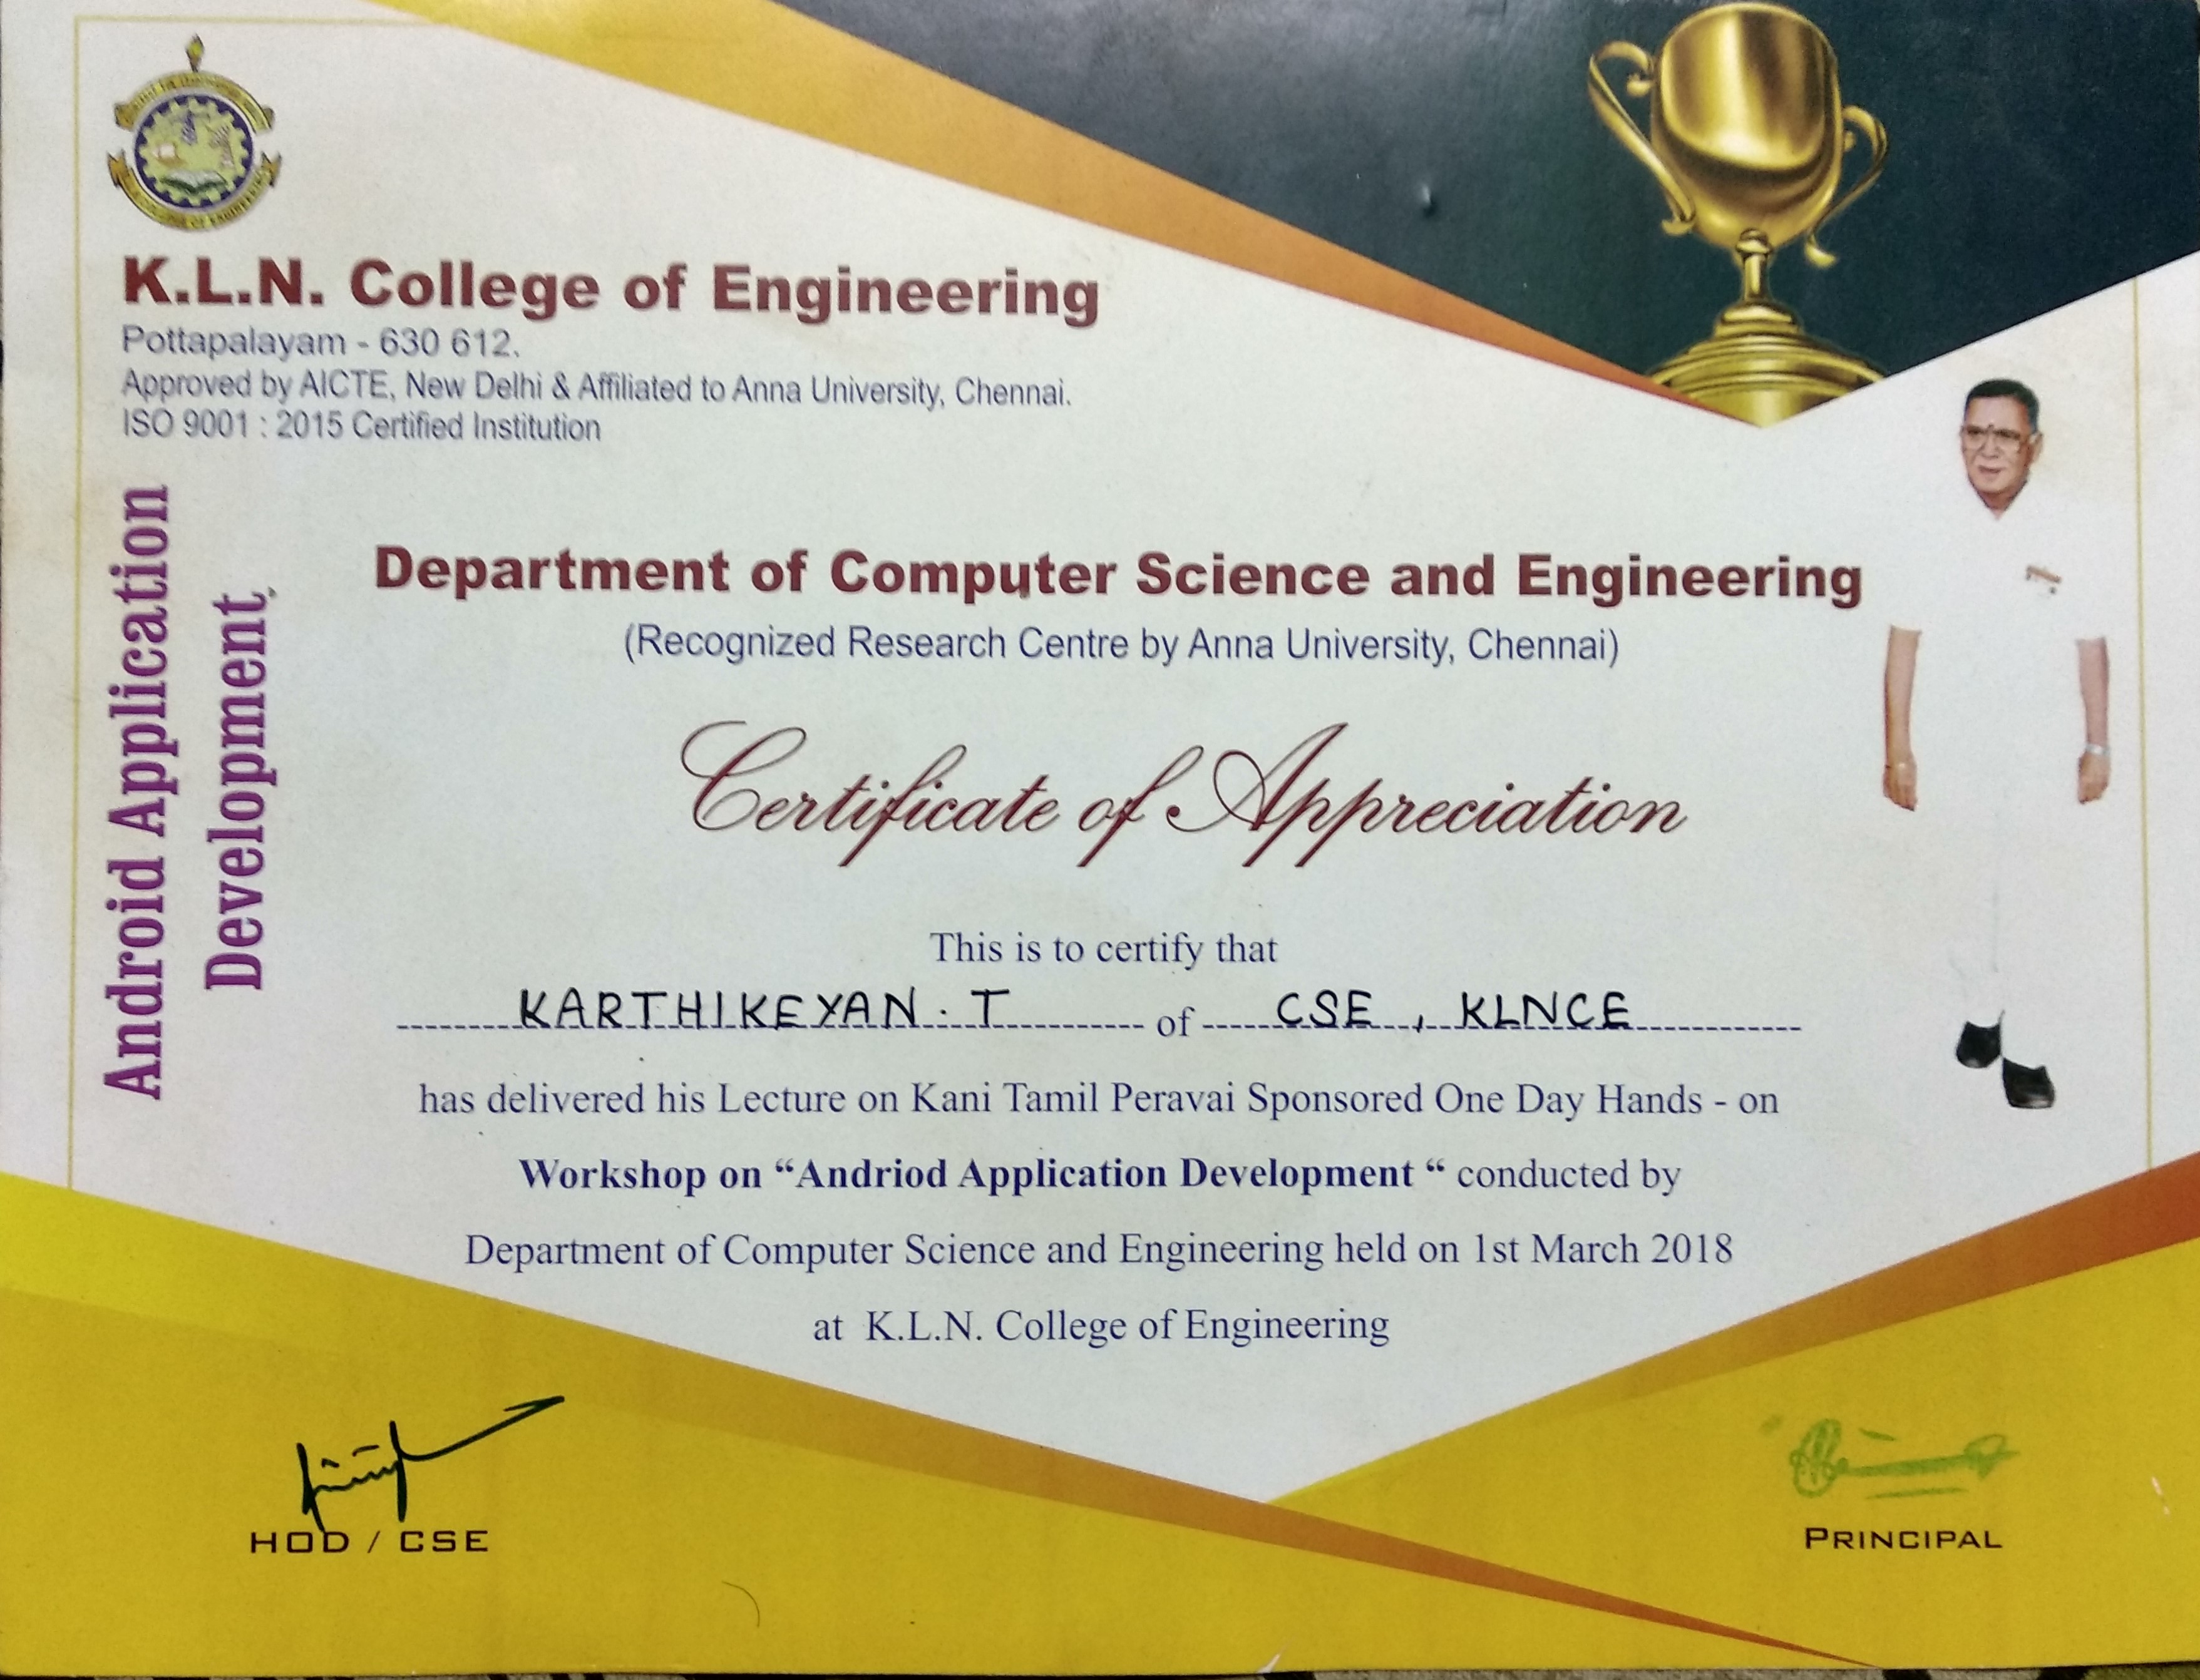 K.L.N. College of Engineering
Pottapalayam - 630 612.
Approved by AICTE, New Delhi & Affiliated to Anna University, Chennai.
ISO 9001 : 2015 Certified Institution
Android Application
Development
Department of Computer Science and Engineering
(Recognized Research Centre by Anna University, Chennai)
Certificate of Appreciation
This is to certify that
KARTHIKEYAN . T of CSE , KLNCE
has delivered his Lecture on Kani Tamil Peravai Sponsored One Day Hands - on
Workshop on “Andriod Application Development “ conducted by
Department of Computer Science and Engineering held on 1st March 2018
at K.L.N. College of Engineering
HOD / CSE
PRINCIPAL